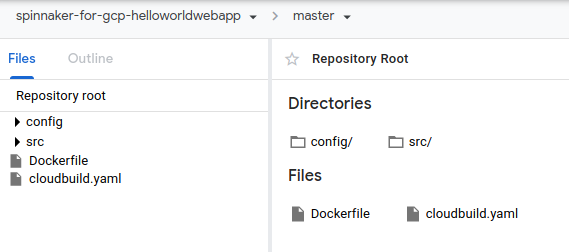 spinnaker-for-gcp-helloworldwebapp master
Files Outline
Repository root
config
src
Dockerfile
cloudbuild.yaml
Repository Root
Directories
config/ src/
Files
Dockerfile cloudbuild.yaml